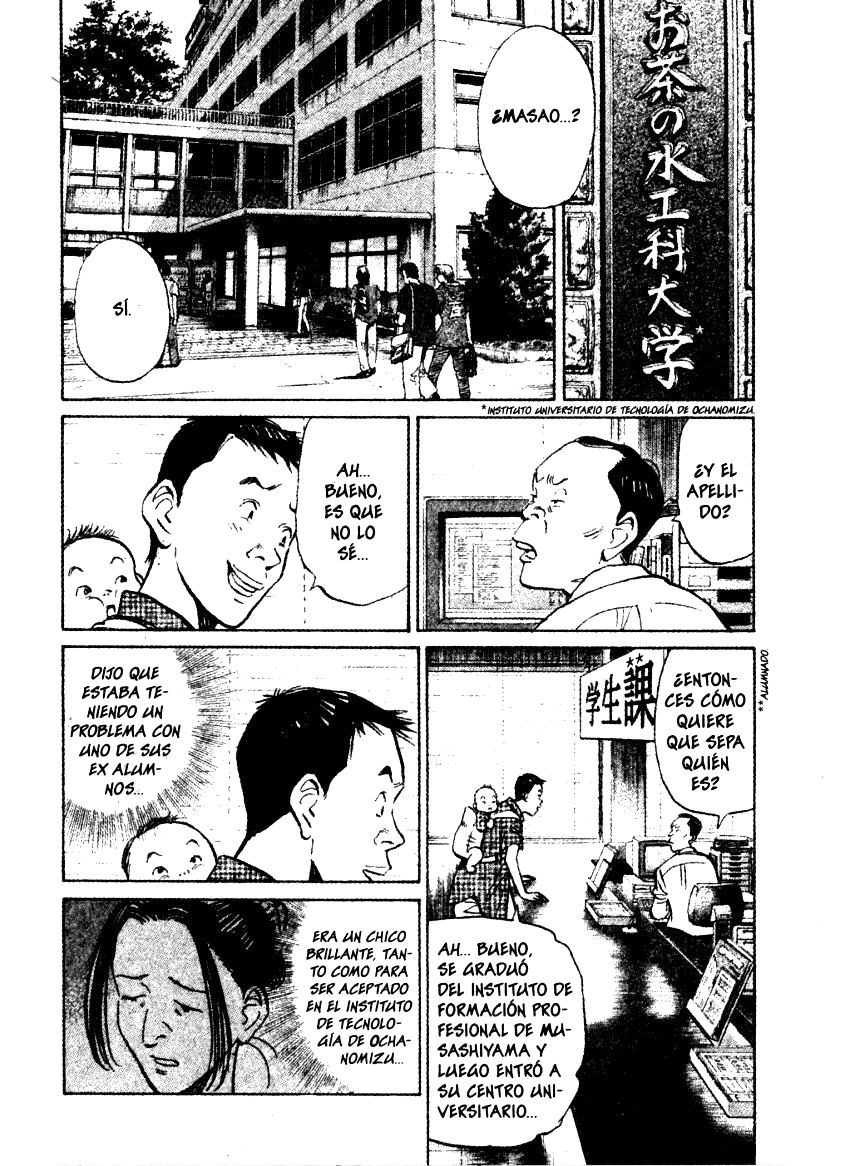 お茶の水工科大学*
¿MASAO...?
SÍ.
*INSTITUTO UNIVERSITARIO DE TECNOLOGÍA DE OCHANOMIZU.
¿Y EL
APELLI-
DO?
AH...
BUENO,
ES QUE
NO LO
SÉ...
¿ENTON-
CES CÓMO
QUIERE
QUE SEPA
QUIÉN
ES?
学生課**
**ALUMNADO.
AH... BUENO,
SE GRADUÓ
DEL INSTITUTO DE
FORMACIÓN PRO-
FESIONAL DE MU-
SASHIYAMA Y
LUEGO ENTRÓ A
SU CENTRO UNI-
VERSITARIO...
DIJO QUE
ESTABA TE-
NIENDO UN
PROBLEMA CON
UNO DE SUS
EX ALUM-
NOS...
ERA UN CHICO
BRILLANTE, TAN-
TO COMO PARA
SER ACEPTADO
EN EL INSTITUTO
DE TECNOLO-
GÍA DE OCHA-
NOMIZU...